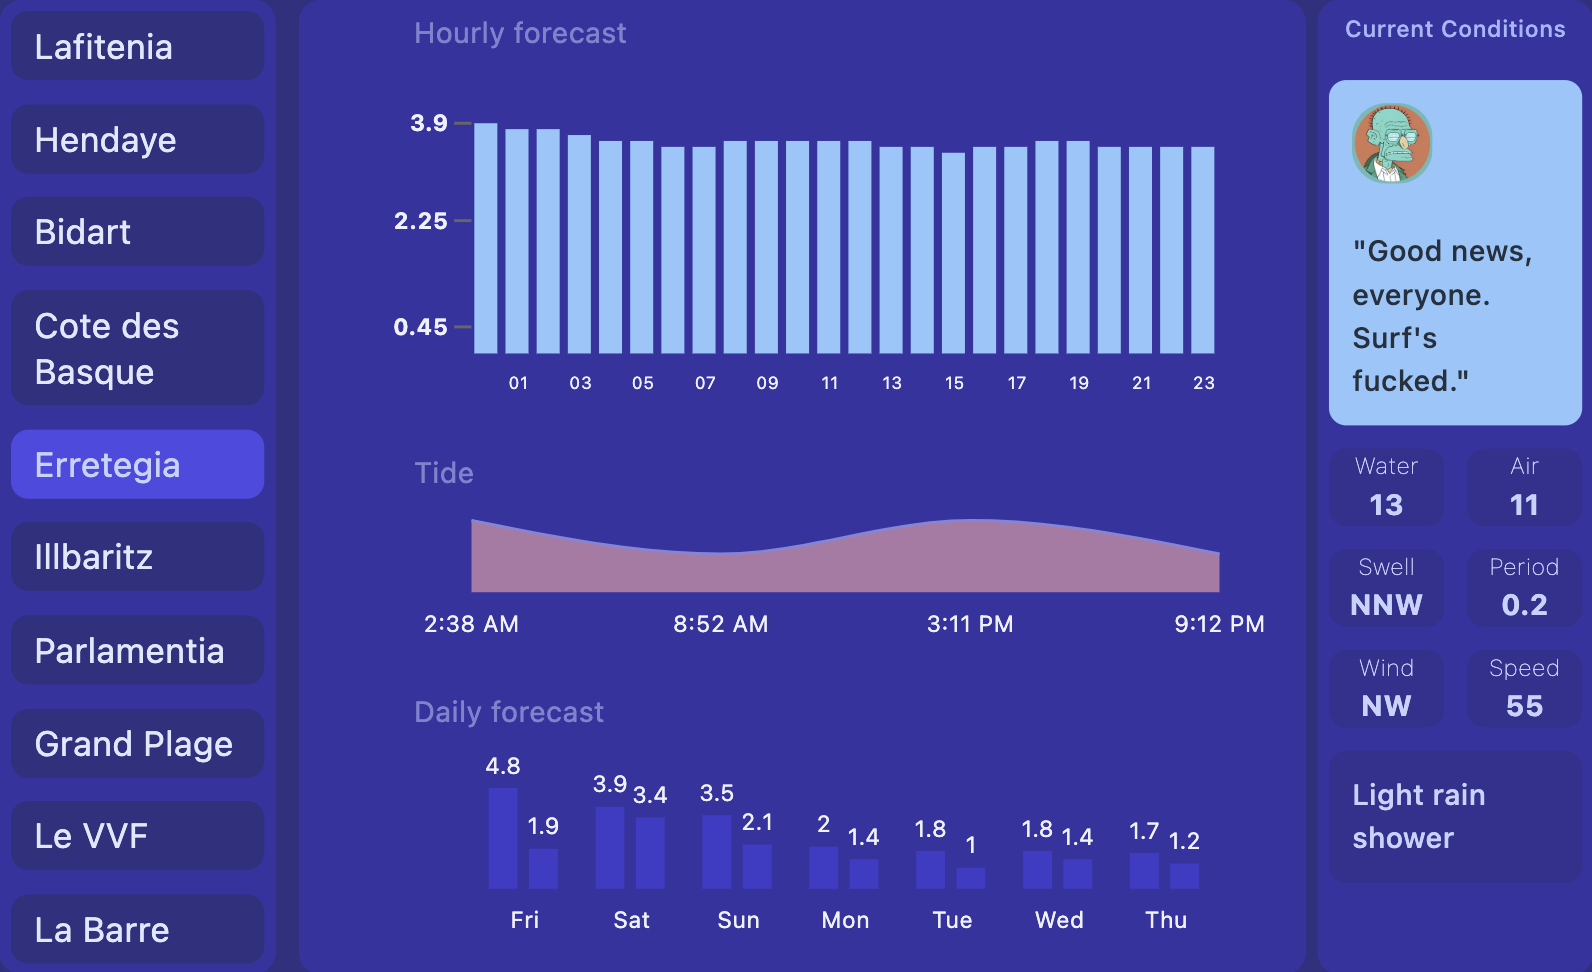 Lafitenia
Hendaye
Bidart
Cote des
Basque
Erretegia
Illbaritz
Parlamentia
Grand Plage
Le VVF
La Barre
Hourly forecast
3.9
2.25
0.45
01 03 05 07 09 11 13 15 17 19 21 23
Tide
2:38 AM 8:52 AM 3:11 PM 9:12 PM
Daily forecast
4.8 1.9 3.9 3.4 3.5 2.1 2 1.4 1.8 1 1.8 1.4 1.7 1.2
Fri Sat Sun Mon Tue Wed Thu
Current Conditions
"Good news,
everyone.
Surf's
fucked."
Water Air
13 11
Swell Period
NNW 0.2
Wind Speed
NW 55
Light rain
shower